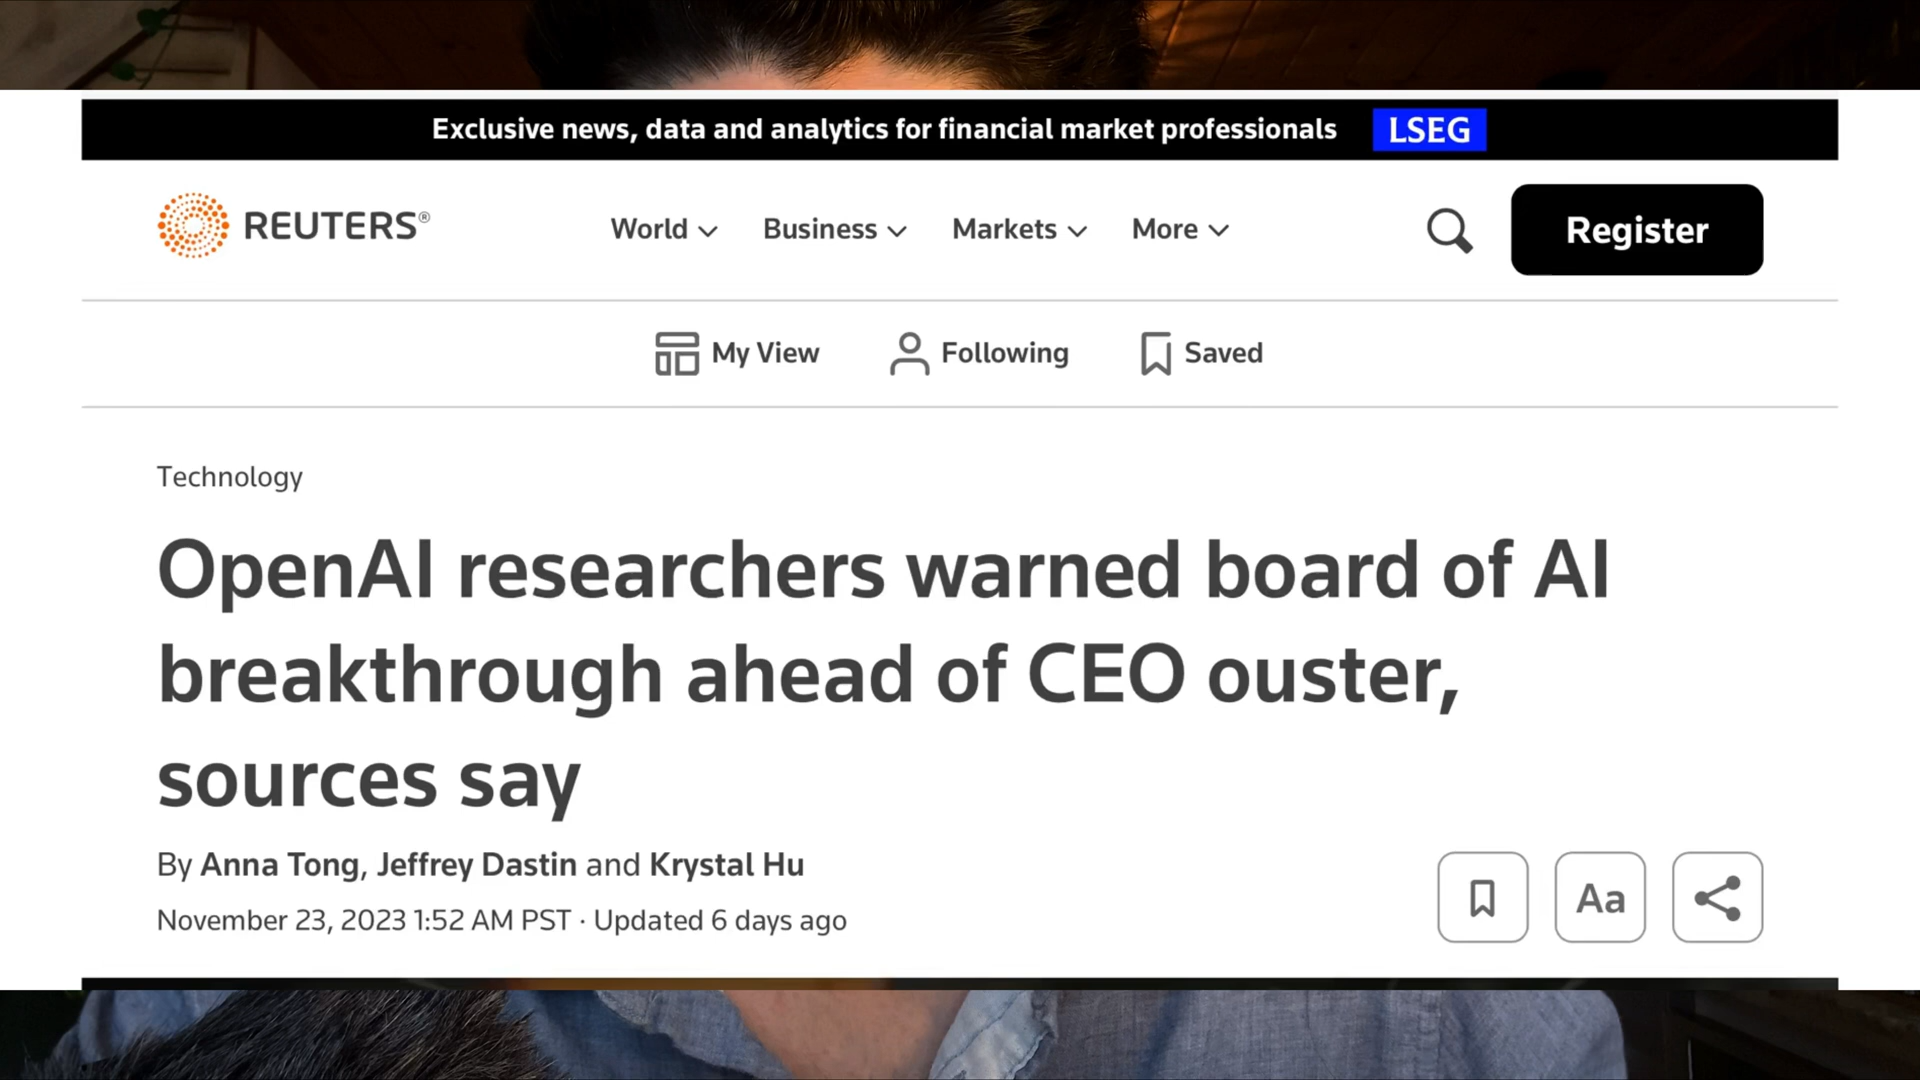 Exclusive news, data and analytics for financial market professionals LSEG
REUTERS® World Business Markets More Register
My View Following Saved
Technology
OpenAI researchers warned board of AI
breakthrough ahead of CEO ouster,
sources say
By Anna Tong, Jeffrey Dastin and Krystal Hu
November 23, 2023 1:52 AM PST · Updated 6 days ago
Aa